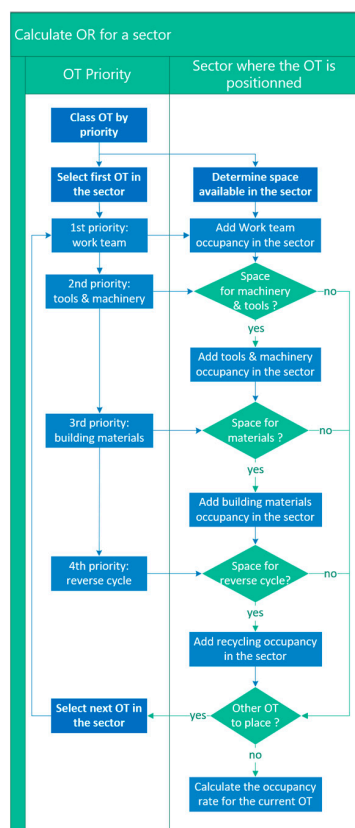 Calculate OR for a sector
OT Priority
Sector where the OT is
positionned
Class OT by
priority
Select first OT in
the sector
Determine space
available in the sector
1st priority:
work team
Add Work team
occupancy in the sector
2nd priority:
tools & machinery
Space
for machinery
& tools ?
no
yes
Add tools & machinery
occupancy in the sector
3rd priority:
building materials
Space for
materials ?
no
yes
Add building materials
occupancy in the sector
4th priority:
reverse cycle
Space for
reverse cycle?
no
yes
Add recycling occupancy
in the sector
Select next OT in
the sector
yes
Other OT
to place ?
no
Calculate the occupancy
rate for the current OT